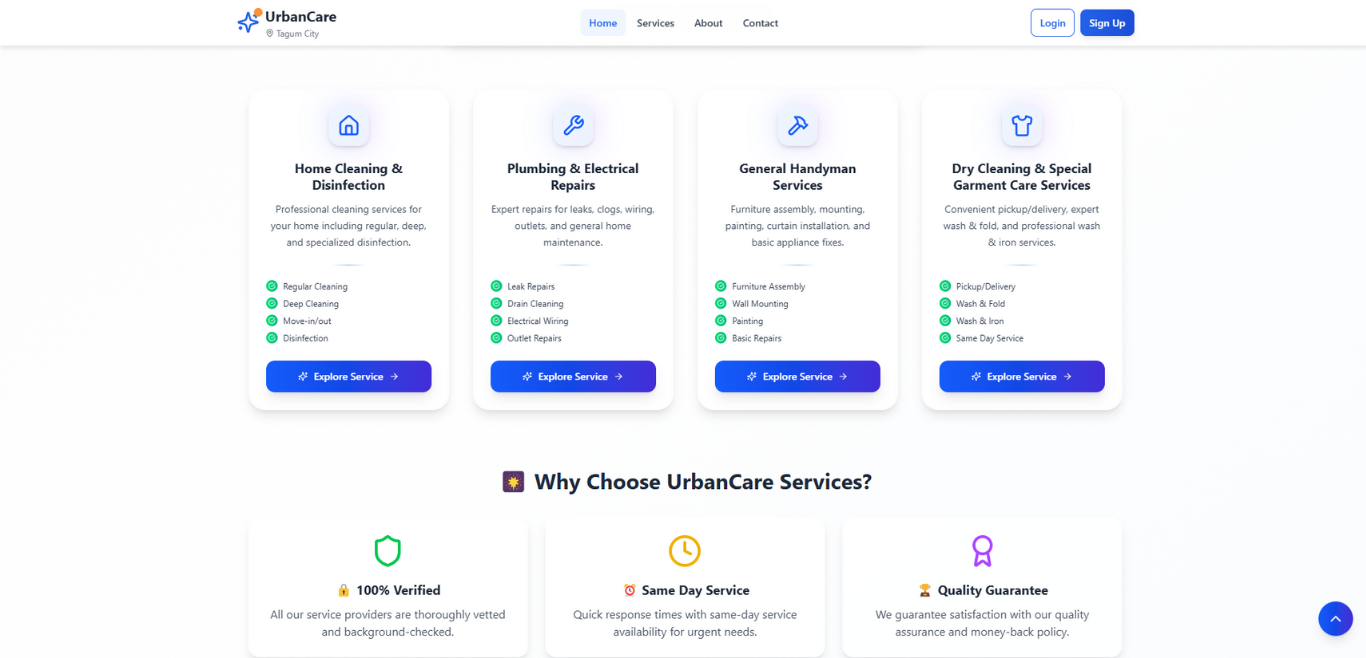 UrbanCare
Tagum City
Home
Services
About
Contact
Login
Sign Up
Home Cleaning &
Disinfection
Professional cleaning services for
your home including regular, deep,
and specialized disinfection.
Regular Cleaning
Deep Cleaning
Move-in/out
Disinfection
Explore Service
Plumbing & Electrical
Repairs
Expert repairs for leaks, clogs, wiring,
outlets, and general home
maintenance.
Leak Repairs
Drain Cleaning
Electrical Wiring
Outlet Repairs
Explore Service
General Handyman
Services
Furniture assembly, mounting,
painting, curtain installation, and
basic appliance fixes.
Furniture Assembly
Wall Mounting
Painting
Basic Repairs
Explore Service
Dry Cleaning & Special
Garment Care Services
Convenient pickup/delivery, expert
wash & fold, and professional wash
& iron services.
Pickup/Delivery
Wash & Fold
Wash & Iron
Same Day Service
Explore Service
Why Choose UrbanCare Services?
100% Verified
All our service providers are thoroughly vetted
and background-checked.
Same Day Service
Quick response times with same-day service
availability for urgent needs.
Quality Guarantee
We guarantee satisfaction with our quality
assurance and money-back policy.